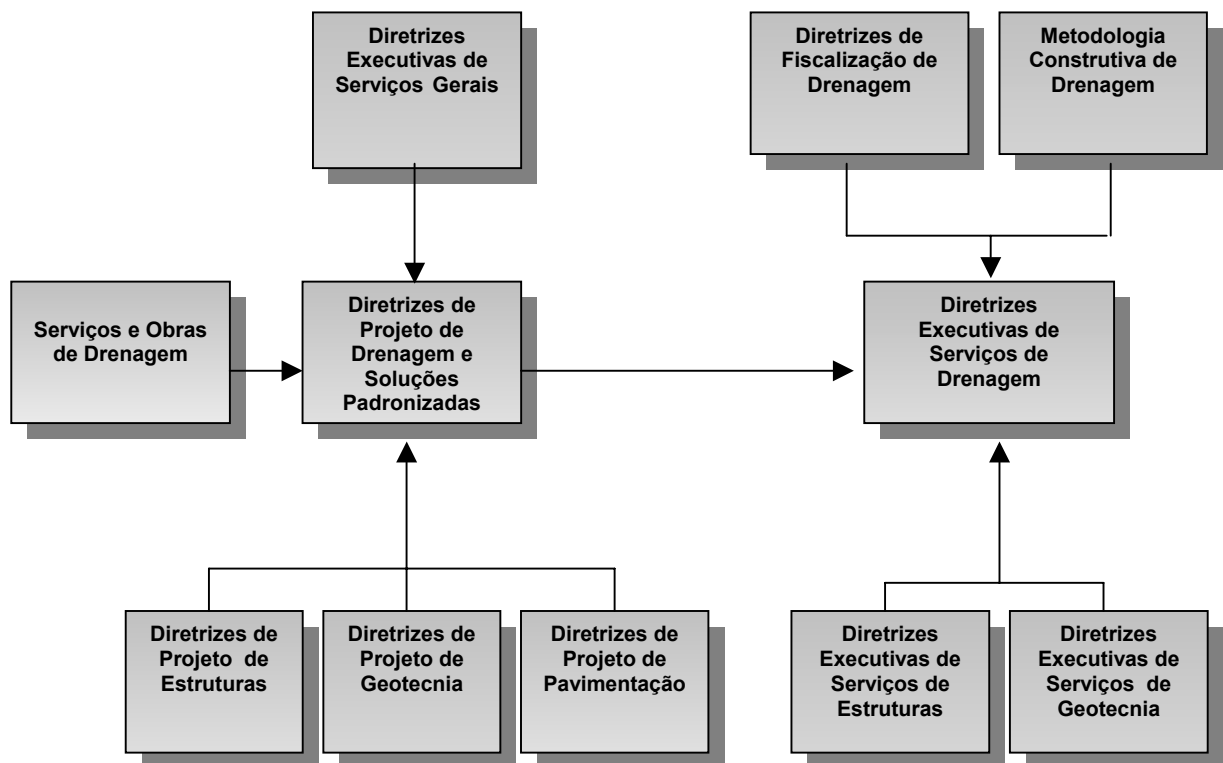 Diretrizes
Executivas de
Serviços Gerais
Diretrizes de
Fiscalização de
Drenagem
Metodologia
Construtiva de
Drenagem
Serviços e Obras
de Drenagem
Diretrizes de
Projeto de
Drenagem e
Soluções
Padronizadas
Diretrizes
Executivas de
Serviços de
Drenagem
Diretrizes de
Projeto de
Estruturas
Diretrizes de
Projeto de
Geotecnia
Diretrizes de
Projeto de
Pavimentação
Diretrizes
Executivas de
Serviços de
Estruturas
Diretrizes
Executivas de
Serviços de
Geotecnia